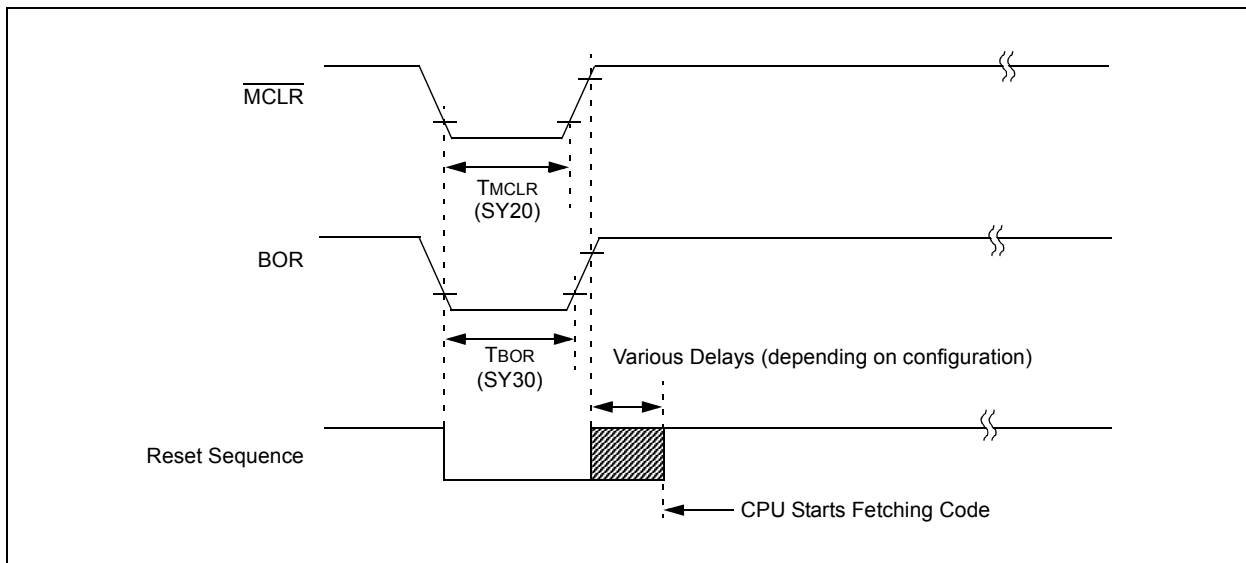 MCLR
TMCLR
(SY20)
BOR
TBOR
(SY30)
Various Delays (depending on configuration)
Reset Sequence
CPU Starts Fetching Code